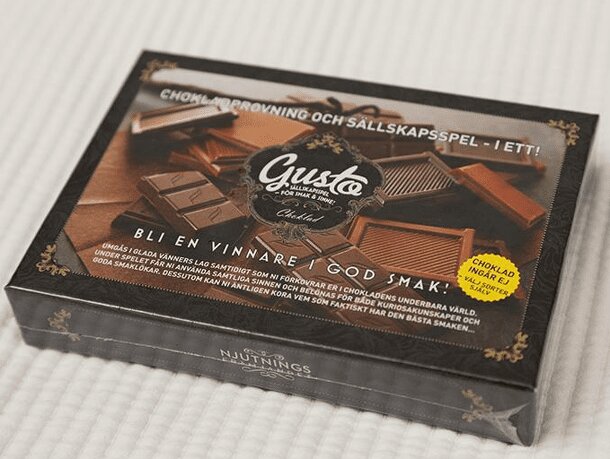 CHOKLADPROVNING OCH SÄLLSKAPSSPEL - I ETT!
Gusto
SÄLLSKAPSSPEL
- FÖR SMAK & SINNE!
Choklad
BLI EN VINNARE I GOD SMAK!
UMGÅS I GLADA VÄNNERS LAG SAMTIDIGT SOM NI FÖRKOVRAR ER I CHOKLADENS UNDERBARA VÄRLD.
UNDER SPELET FÅR NI ANVÄNDA SAMTLIGA SINNEN OCH BELÖNAS FÖR BÅDE KURIOSAKUNSKAPER OCH
GODA SMAKLÖKAR. DESSUTOM KAN NI ÄNTLIGEN KORA VEM SOM FAKTISKT HAR DEN BÄSTA SMAKEN...
CHOKLAD
INGÅR EJ
- VÄLJ SORTER
SJÄLV
NJUTNINGS